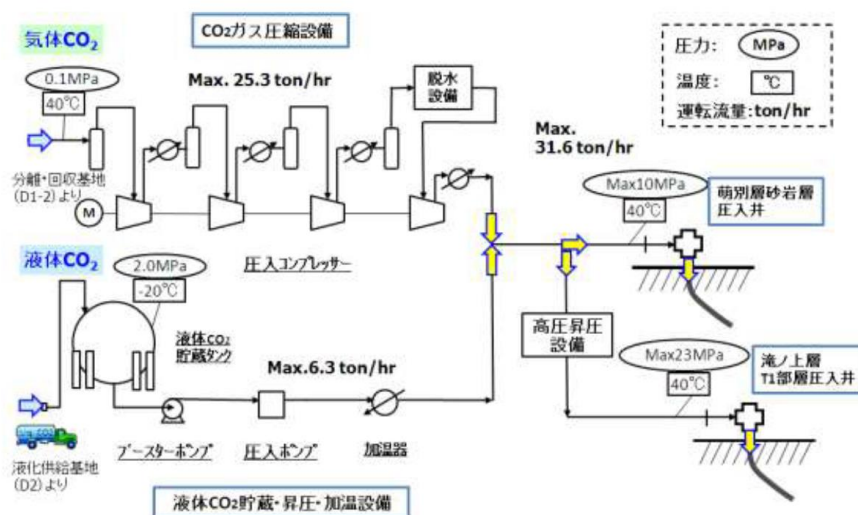 CO₂ガス圧縮設備
気体CO₂
0.1MPa
40℃
Max. 25.3 ton/hr
脱水
設備
圧力: MPa
温度: ℃
運転流量:ton/hr
分離・回収基地
(D1-2)より
M
圧入コンプレッサー
Max.
31.6 ton/hr
Max10MPa
40℃
萌別層砂岩層
圧入井
液体CO₂
2.0MPa
-20℃
液体CO₂
貯蔵タンク
Max.6.3 ton/hr
高圧昇圧
設備
Max23MPa
40℃
滝ノ上層
T1部層圧入井
液化供給基地
(D2)より
ブースターポンプ
圧入ポンプ
加温器
液体CO₂貯蔵・昇圧・加温設備